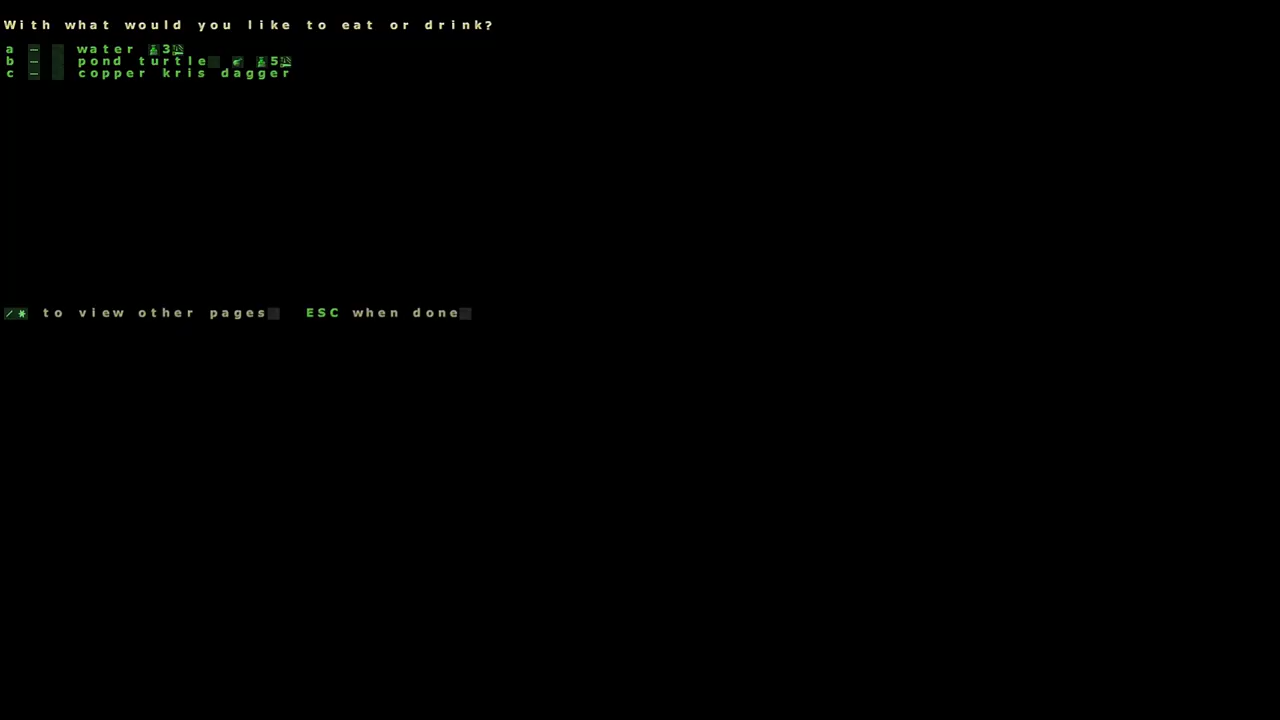 With what would you like to eat or drink?
a – water 3
b – pond turtle 5
c – copper kris dagger
/* to view other pages ESC when done